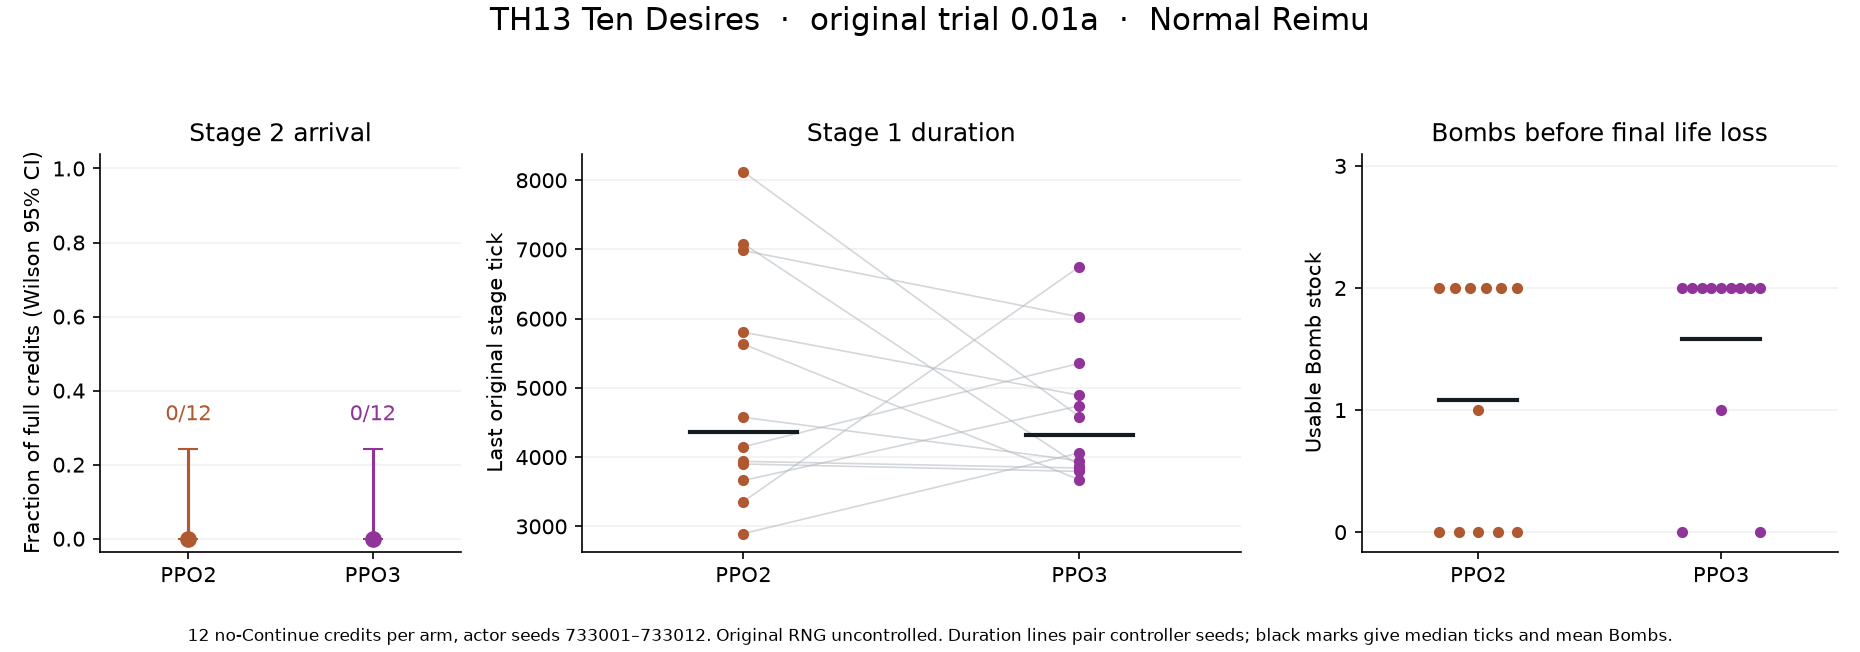 TH13 Ten Desires · original trial 0.01a · Normal Reimu
Stage 2 arrival
Fraction of full credits (Wilson 95% CI)
1.0
0.8
0.6
0.4
0.2
0.0
0/12
0/12
PPO2
PPO3
Stage 1 duration
Last original stage tick
8000
7000
6000
5000
4000
3000
PPO2
PPO3
Bombs before final life loss
Usable Bomb stock
3
2
1
0
PPO2
PPO3
12 no-Continue credits per arm, actor seeds 733001–733012. Original RNG uncontrolled. Duration lines pair controller seeds; black marks give median ticks and mean Bombs.